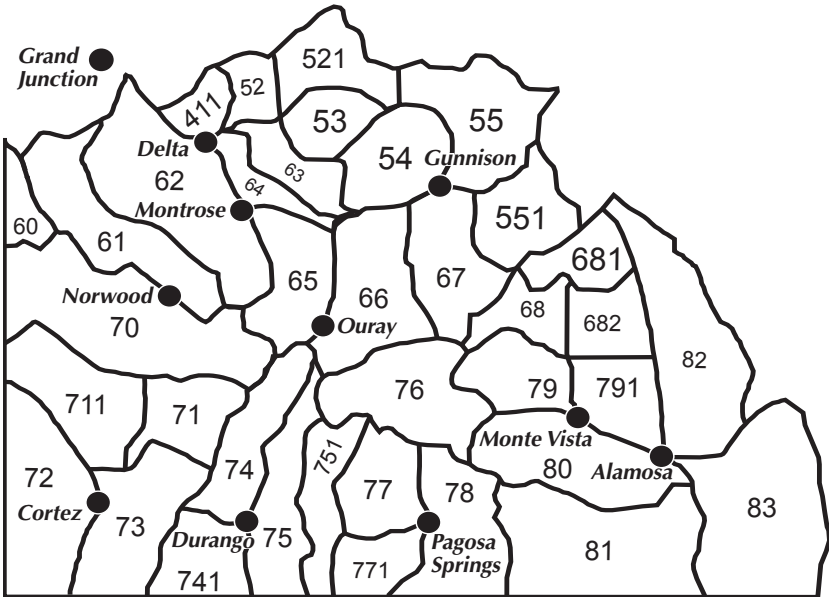 Grand
Junction
521
52
411
53
55
Delta
54
Gunnison
63
62
64
Montrose
551
60
61
681
65
67
66
Norwood
68
70
Ouray
682
82
76
79
791
711
71
Monte Vista
751
80
Alamosa
72
74
77
78
Cortez
83
73
Durango
75
Pagosa
Springs
81
741
771